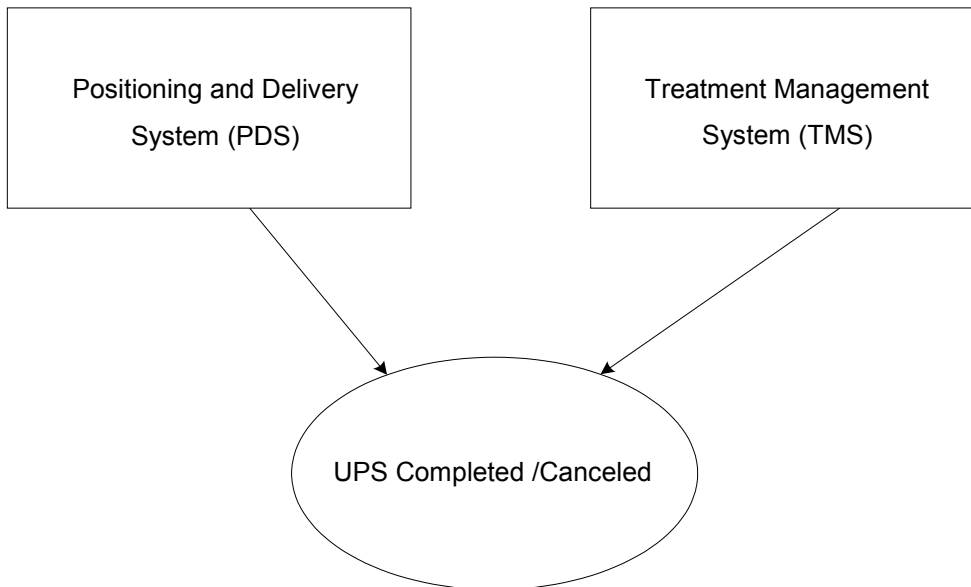 Positioning and Delivery
System (PDS)
Treatment Management
System (TMS)
UPS Completed /Canceled